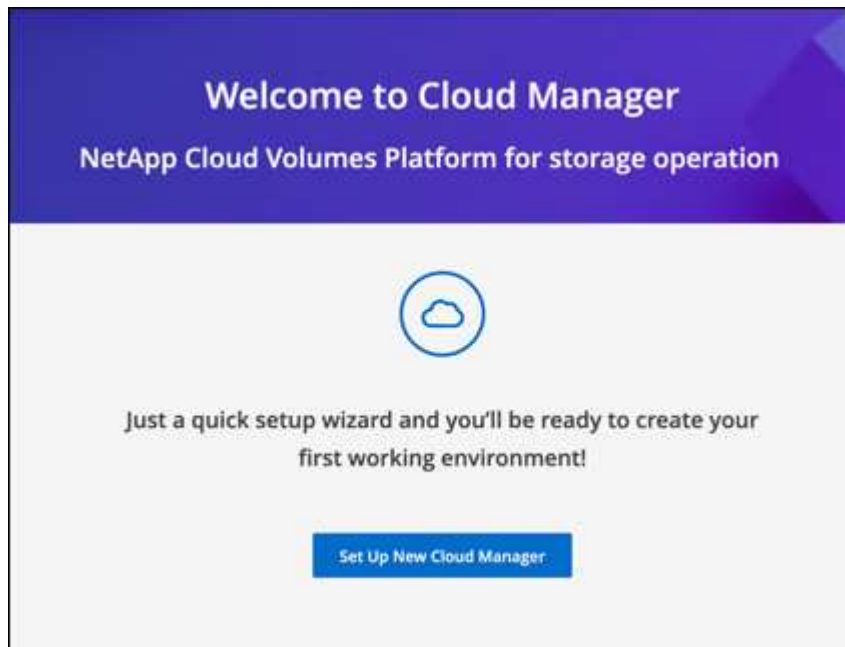 Welcome to Cloud Manager
NetApp Cloud Volumes Platform for storage operation
Just a quick setup wizard and you'll be ready to create your
first working environment!
Set Up New Cloud Manager